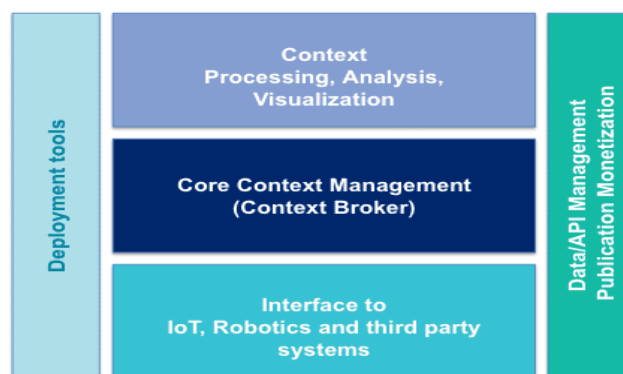 Deployment tools
Context
Processing, Analysis,
Visualization
Core Context Management
(Context Broker)
Interface to
IoT, Robotics and third party
systems
Data/API Management
Publication Monetization